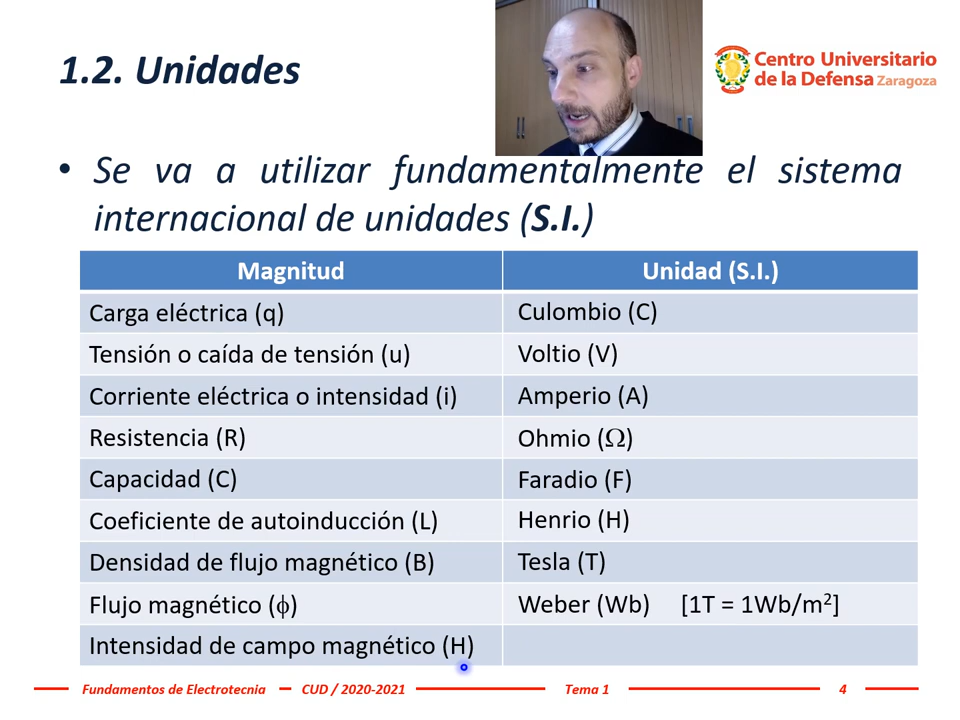 1.2. Unidades
Centro Universitario
de la Defensa Zaragoza
• Se va a utilizar fundamentalmente el sistema
internacional de unidades (S.I.)
Magnitud Unidad (S.I.)
Carga eléctrica (q) Culombio (C)
Tensión o caída de tensión (u) Voltio (V)
Corriente eléctrica o intensidad (i) Amperio (A)
Resistencia (R) Ohmio (Ω)
Capacidad (C) Faradio (F)
Coeficiente de autoinducción (L) Henrio (H)
Densidad de flujo magnético (B) Tesla (T)
Flujo magnético (ϕ) Weber (Wb) [1T = 1Wb/m²]
Intensidad de campo magnético (H)
Fundamentos de Electrotecnia CUD / 2020-2021 Tema 1 4